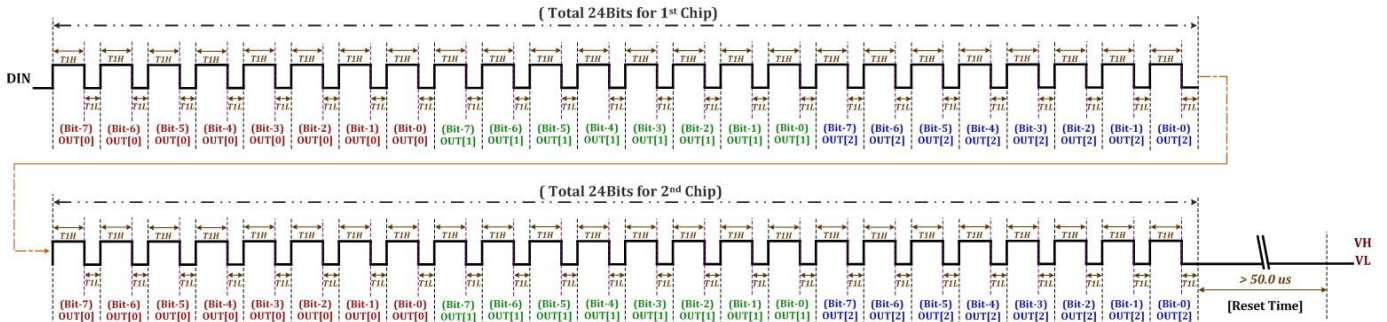 ( Total 24Bits for 1st Chip)
T1H T1H T1H T1H T1H T1H T1H T1H T1H T1H T1H T1H T1H T1H T1H T1H T1H T1H T1H T1H T1H T1H T1H T1H
DIN
T1L T1L T1L T1L T1L T1L T1L T1L T1L T1L T1L T1L T1L T1L T1L T1L T1L T1L T1L T1L T1L T1L T1L T1L
(Bit-7) (Bit-6) (Bit-5) (Bit-4) (Bit-3) (Bit-2) (Bit-1) (Bit-0) (Bit-7) (Bit-6) (Bit-5) (Bit-4) (Bit-3) (Bit-2) (Bit-1) (Bit-0) (Bit-7) (Bit-6) (Bit-5) (Bit-4) (Bit-3) (Bit-2) (Bit-1) (Bit-0)
OUT[0] OUT[0] OUT[0] OUT[0] OUT[0] OUT[0] OUT[0] OUT[0] OUT[1] OUT[1] OUT[1] OUT[1] OUT[1] OUT[1] OUT[1] OUT[1] OUT[2] OUT[2] OUT[2] OUT[2] OUT[2] OUT[2] OUT[2] OUT[2]
( Total 24Bits for 2nd Chip)
T1H T1H T1H T1H T1H T1H T1H T1H T1H T1H T1H T1H T1H T1H T1H T1H T1H T1H T1H T1H T1H T1H T1H T1H
VH
VL
T1L T1L T1L T1L T1L T1L T1L T1L T1L T1L T1L T1L T1L T1L T1L T1L T1L T1L T1L T1L T1L T1L T1L T1L
> 50.0 us
(Bit-7) (Bit-6) (Bit-5) (Bit-4) (Bit-3) (Bit-2) (Bit-1) (Bit-0) (Bit-7) (Bit-6) (Bit-5) (Bit-4) (Bit-3) (Bit-2) (Bit-1) (Bit-0) (Bit-7) (Bit-6) (Bit-5) (Bit-4) (Bit-3) (Bit-2) (Bit-1) (Bit-0)
[Reset Time]
OUT[0] OUT[0] OUT[0] OUT[0] OUT[0] OUT[0] OUT[0] OUT[0] OUT[1] OUT[1] OUT[1] OUT[1] OUT[1] OUT[1] OUT[1] OUT[1] OUT[2] OUT[2] OUT[2] OUT[2] OUT[2] OUT[2] OUT[2] OUT[2]